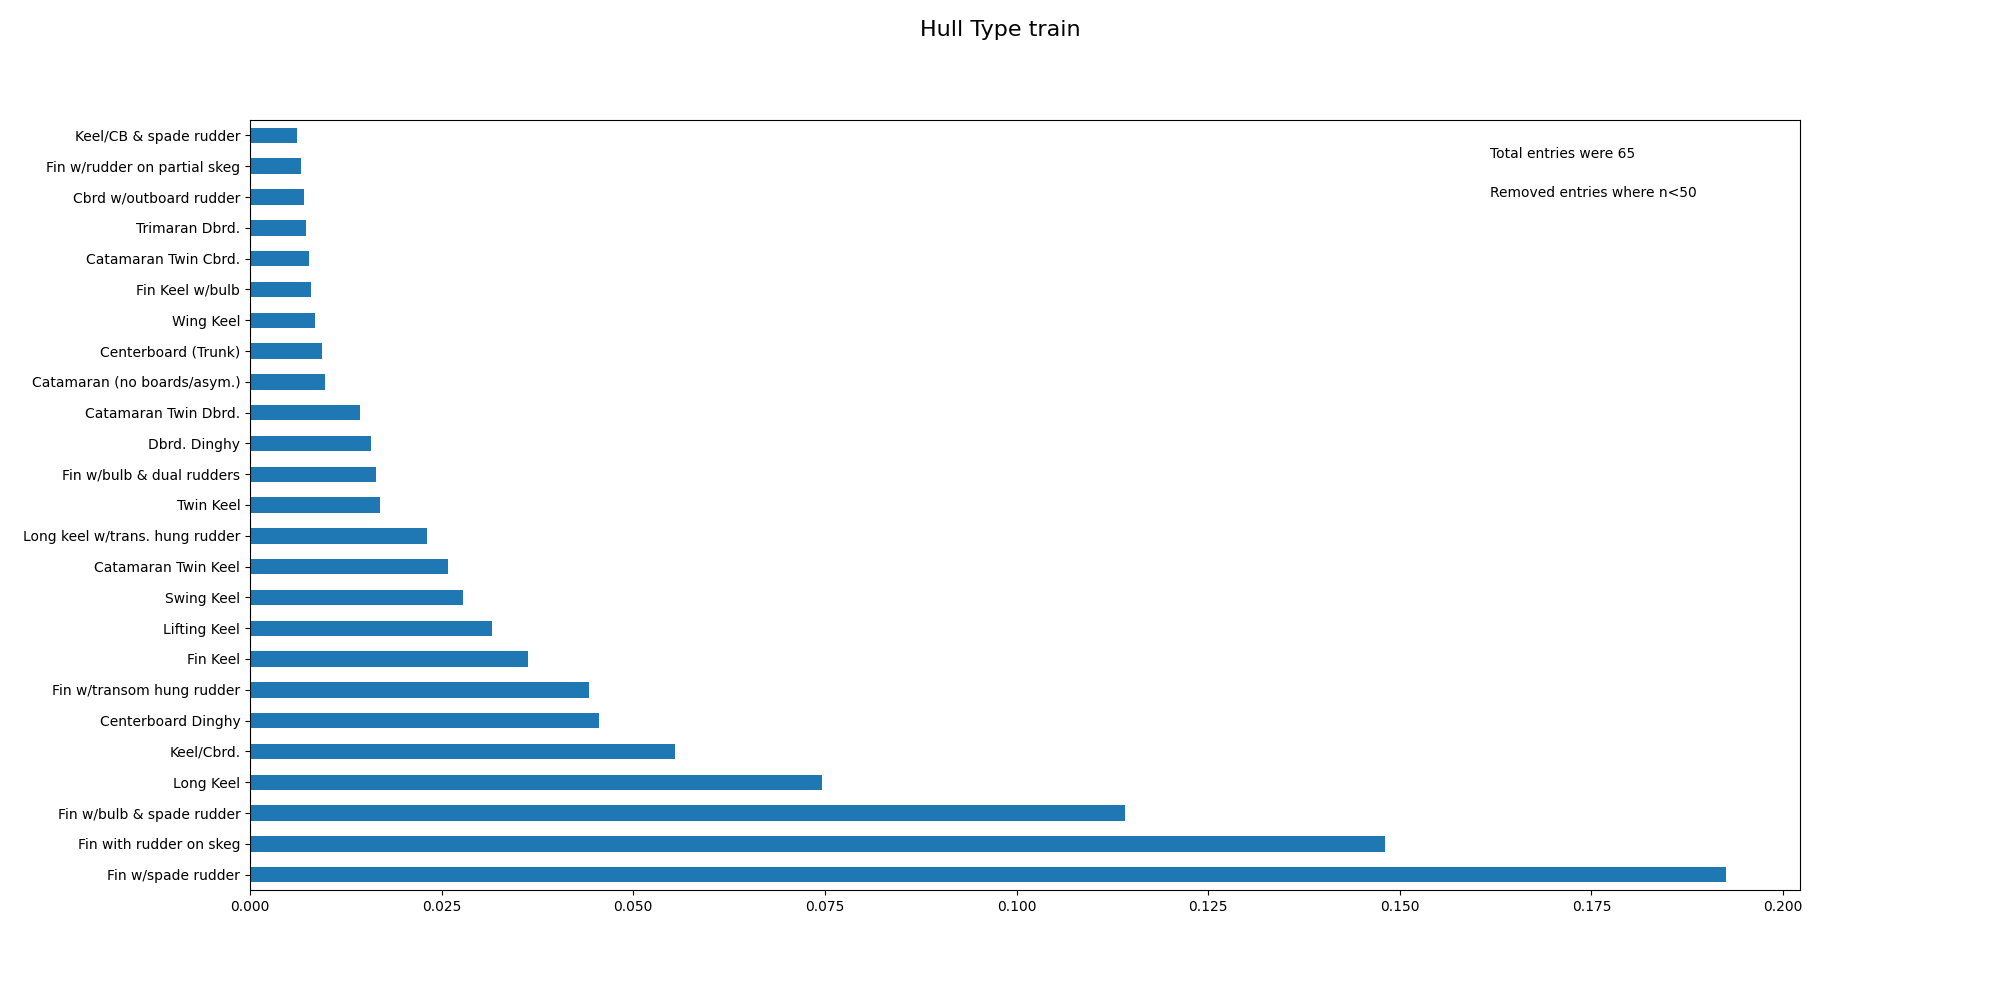 Hull Type train
Total entries were 65
Removed entries where n<50
Keel/CB & spade rudder
Fin w/rudder on partial skeg
Cbrd w/outboard rudder
Trimaran Dbrd.
Catamaran Twin Cbrd.
Fin Keel w/bulb
Wing Keel
Centerboard (Trunk)
Catamaran (no boards/asym.)
Catamaran Twin Dbrd.
Dbrd. Dinghy
Fin w/bulb & dual rudders
Twin Keel
Long keel w/trans. hung rudder
Catamaran Twin Keel
Swing Keel
Lifting Keel
Fin Keel
Fin w/transom hung rudder
Centerboard Dinghy
Keel/Cbrd.
Long Keel
Fin w/bulb & spade rudder
Fin with rudder on skeg
Fin w/spade rudder
0.000 0.025 0.050 0.075 0.100 0.125 0.150 0.175 0.200